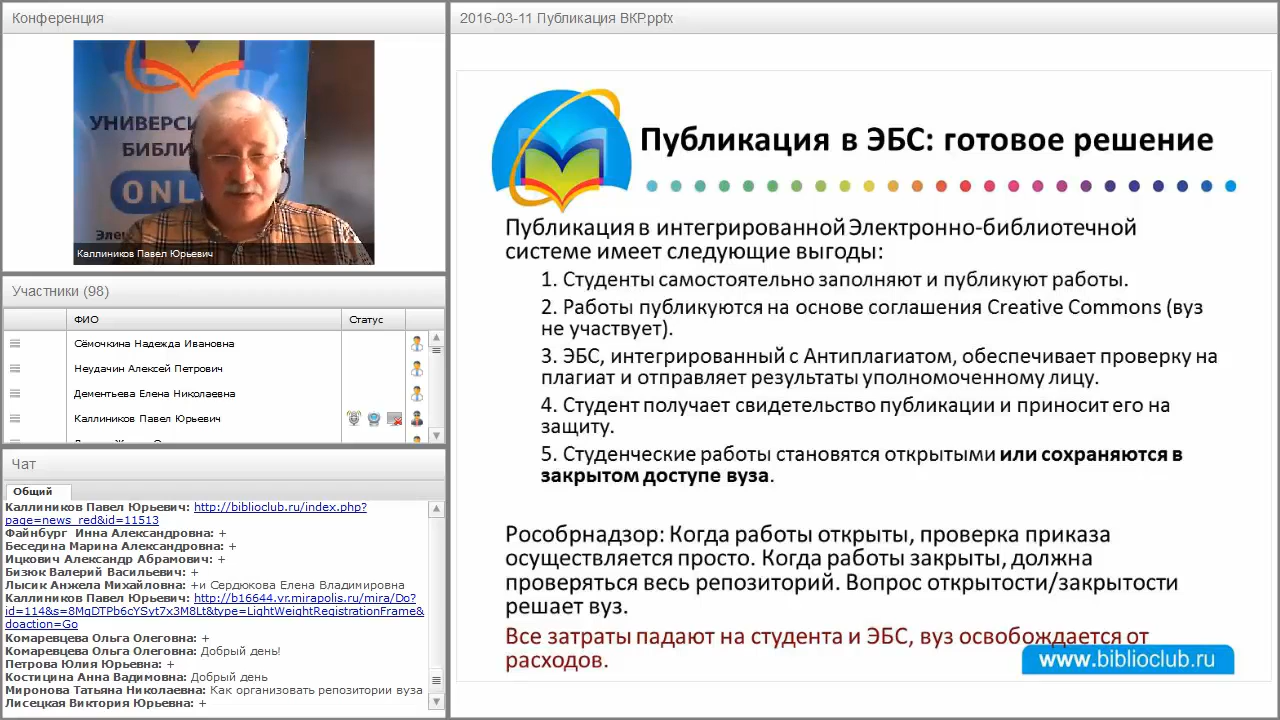 Конференция
УНИВЕРСИ
БИБЛИ
ONL
Каллиников Павел Юрьевич
Участники (98)
ФИО
Статус
Сёмочкина Надежда Ивановна
Неудачин Алексей Петрович
Дементьева Елена Николаевна
Каллиников Павел Юрьевич
Чат
Общий
Каллиников Павел Юрьевич: http://biblioclub.ru/index.php?
page=news_red&id=11513
Файнбург Инна Александровна: +
Беседина Марина Александровна: +
Ицкович Александр Абрамович: +
Бизюк Валерий Васильевич: +
Лысик Анжела Михайловна: +и Сердюкова Елена Владимировна
Каллиников Павел Юрьевич: http://b16644.vr.mirapolis.ru/mira/Do?
id=114&s=8MgDTPb6cYSyt7x3M8Lt&type=LightWeightRegistrationFrame&
doaction=Go
Комаревцева Ольга Олеговна: +
Комаревцева Ольга Олеговна: Добрый день!
Петрова Юлия Юрьевна: +
Костицина Анна Вадимовна: Добрый день
Миронова Татьяна Николаевна: Как организовать репозитории вуза
Лисецкая Виктория Юрьевна: +
2016-03-11 Публикация ВКР.pptx
Публикация в ЭБС: готовое решение
Публикация в интегрированной Электронно-библиотечной
системе имеет следующие выгоды:
1. Студенты самостоятельно заполняют и публикуют работы.
2. Работы публикуются на основе соглашения Creative Commons (вуз
не участвует).
3. ЭБС, интегрированный с Антиплагиатом, обеспечивает проверку на
плагиат и отправляет результаты уполномоченному лицу.
4. Студент получает свидетельство публикации и приносит его на
защиту.
5. Студенческие работы становятся открытыми или сохраняются в
закрытом доступе вуза.
Рособрнадзор: Когда работы открыты, проверка приказа
осуществляется просто. Когда работы закрыты, должна
проверяться весь репозиторий. Вопрос открытости/закрытости
решает вуз.
Все затраты падают на студента и ЭБС, вуз освобождается от
расходов.
www.biblioclub.ru